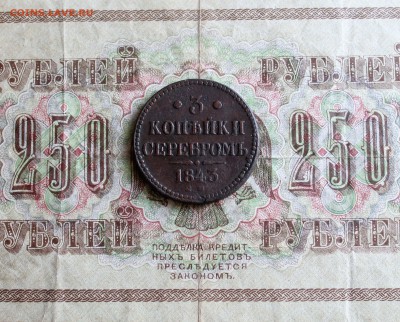 COINS.LAVE.RU
РУБЛЕЙ РУБЛЕЙ
250 250
* 3 *
КОПѢЙКИ
СЕРЕБРОМЪ
1843
РУБЛЕЙ РУБЛЕЙ
ПОДДѢЛКА КРЕДИТ-
НЫХЪ БИЛЕТОВЪ
ПРЕСЛѢДУЕТСЯ
ЗАКОНОМЪ.